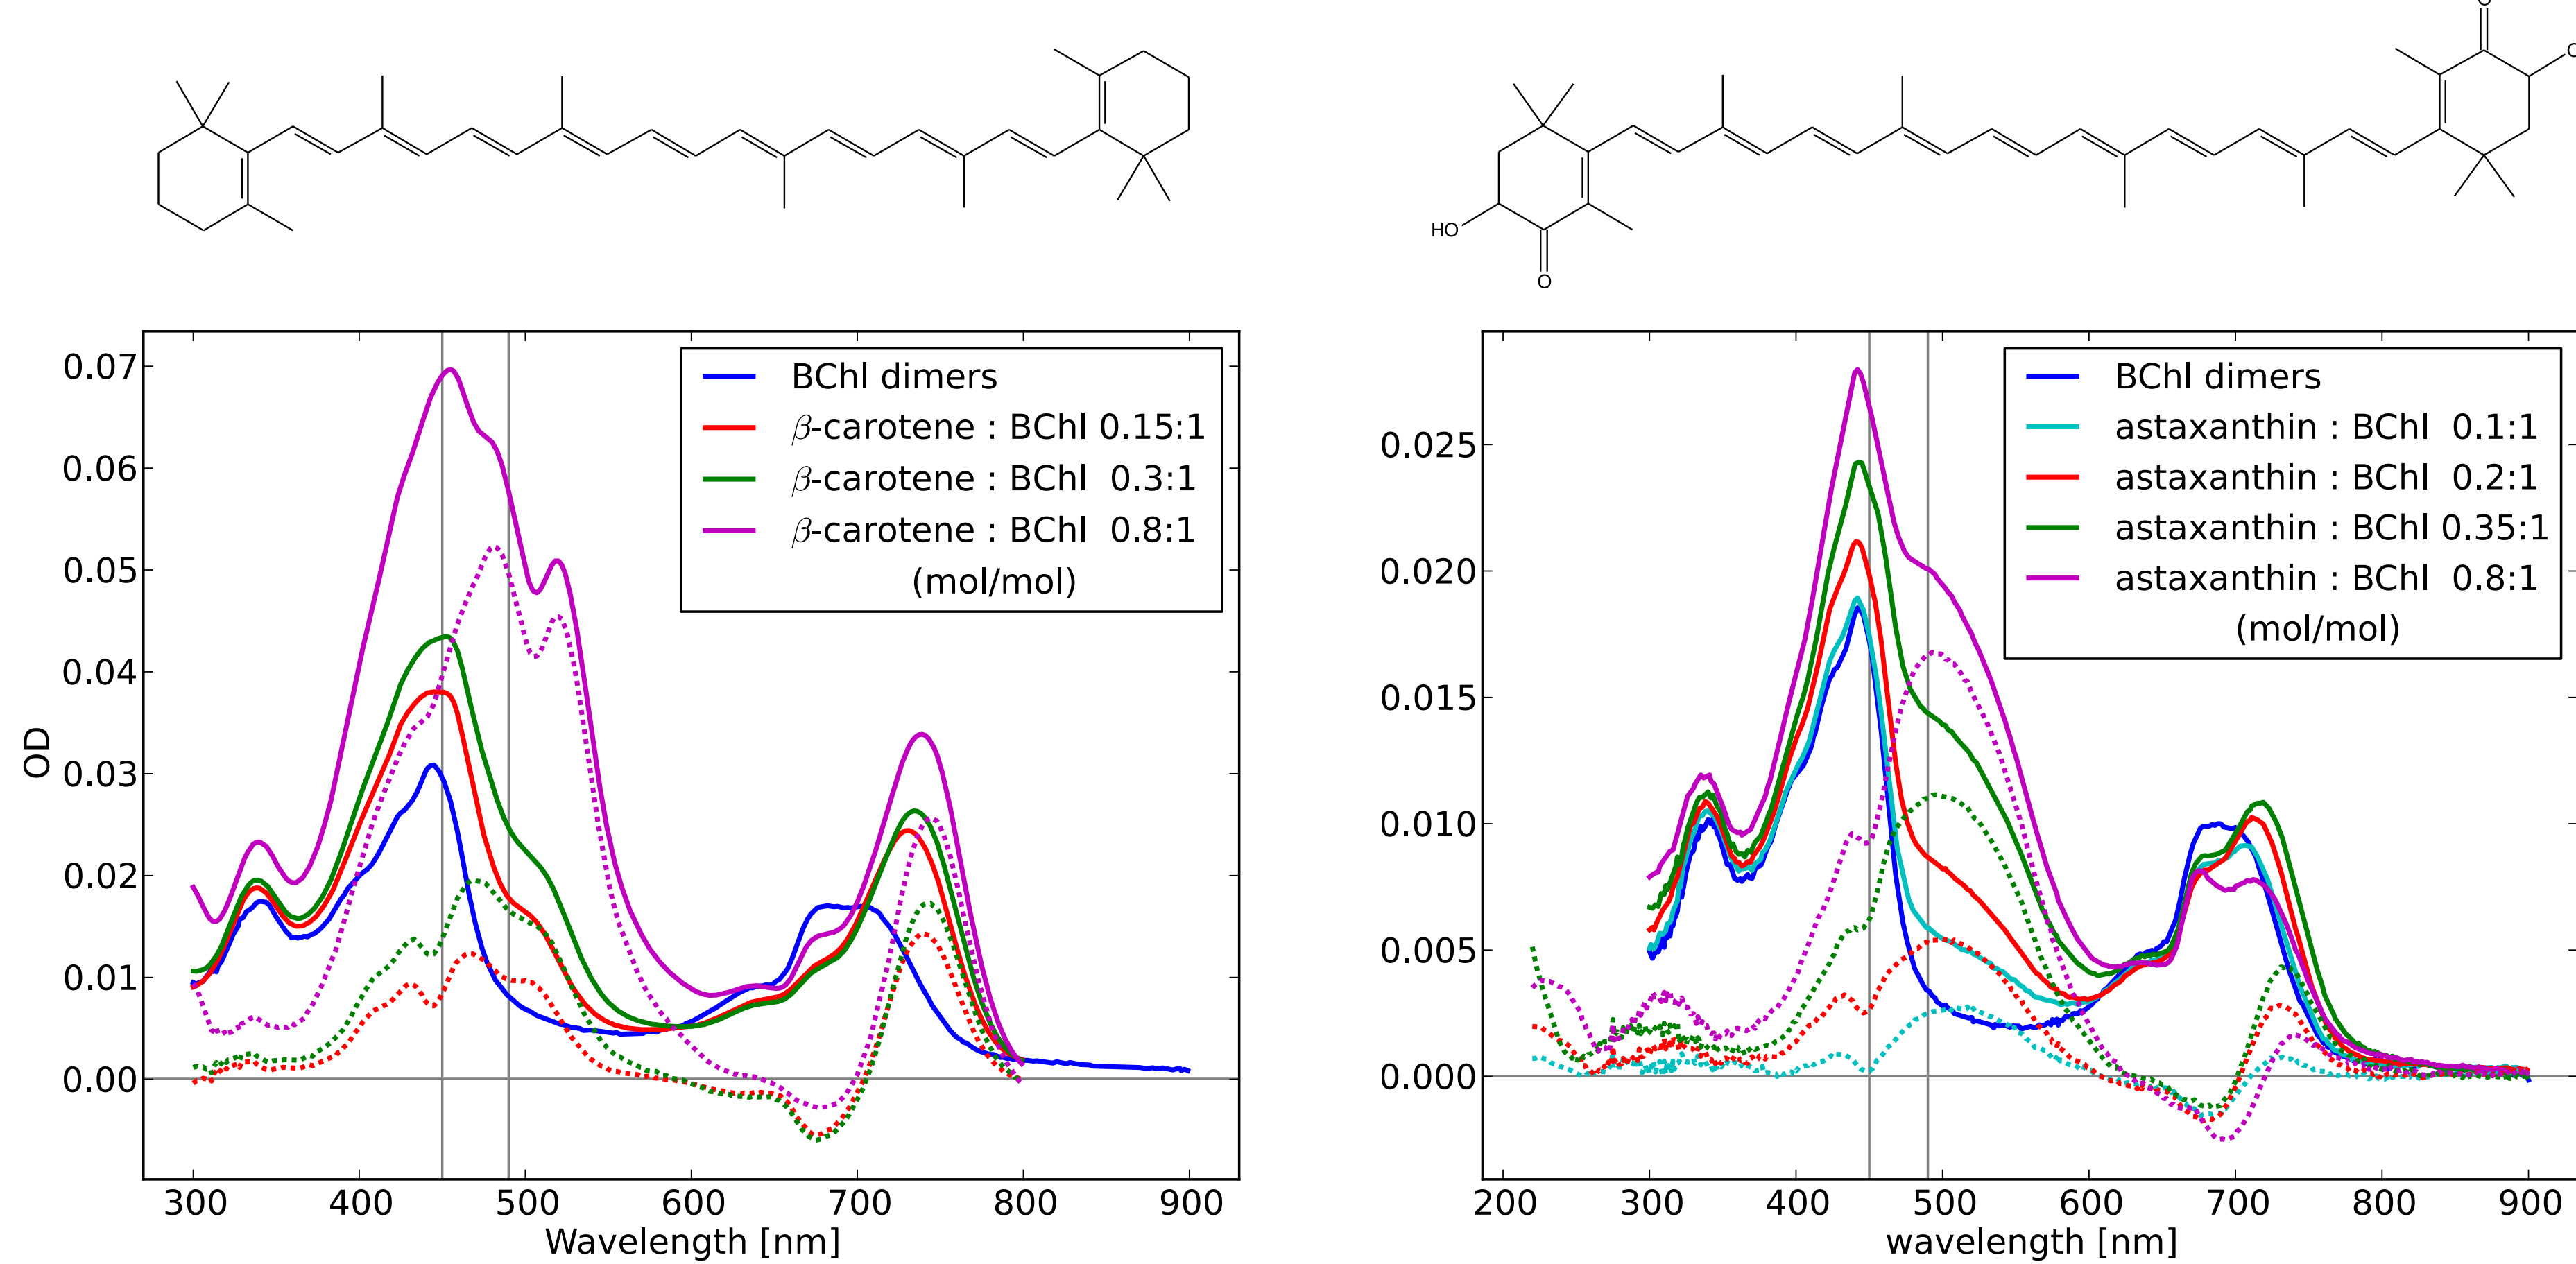 O
O
HO
O
0.07
0.06
0.05
0.04
0.03
0.02
0.01
0.00
OD
300 400 500 600 700 800 900
Wavelength [nm]
BChl dimers
β-carotene : BChl 0.15:1
β-carotene : BChl 0.3:1
β-carotene : BChl 0.8:1
(mol/mol)
0.025
0.020
0.015
0.010
0.005
0.000
200 300 400 500 600 700 800 900
wavelength [nm]
BChl dimers
astaxanthin : BChl 0.1:1
astaxanthin : BChl 0.2:1
astaxanthin : BChl 0.35:1
astaxanthin : BChl 0.8:1
(mol/mol)